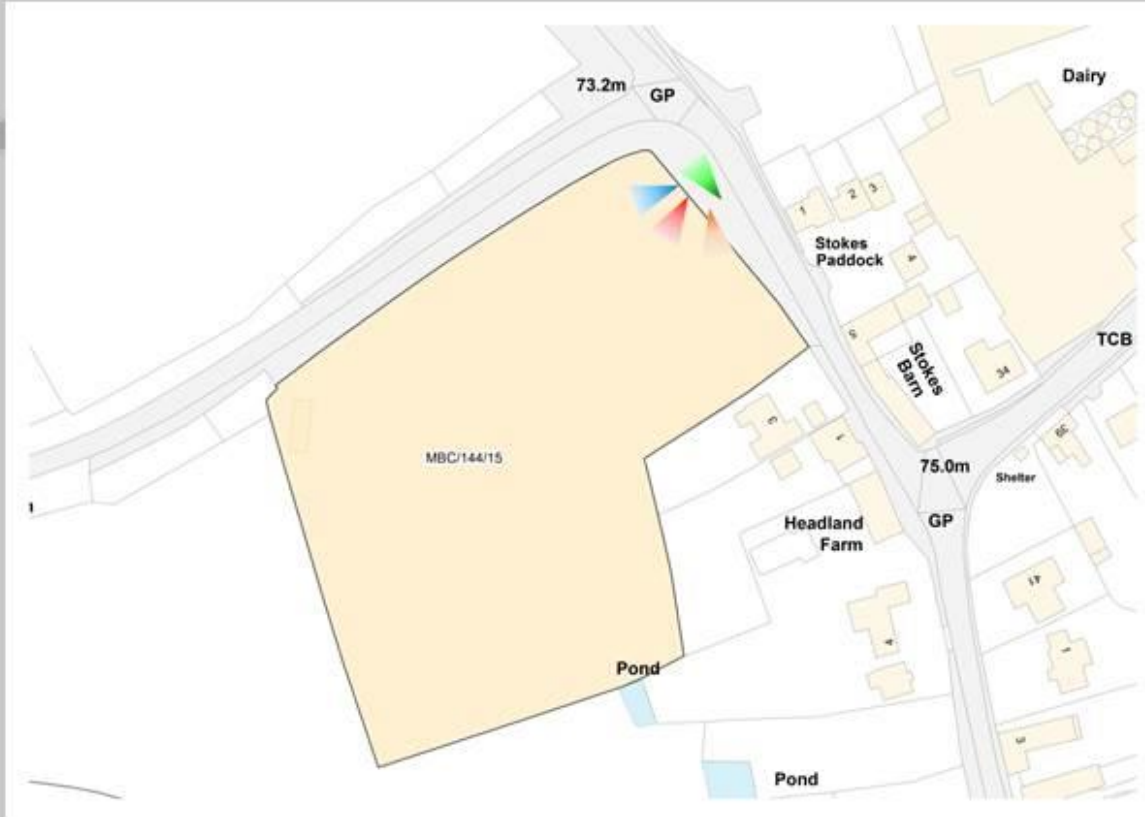 73.2m
GP
Dairy
1
2
3
Stokes
Paddock
4
5
Stokes
Barn
TCB
34
39
3
1
75.0m
Shelter
MBC/144/15
GP
Headland
Farm
41
4
1
Pond
3
Pond